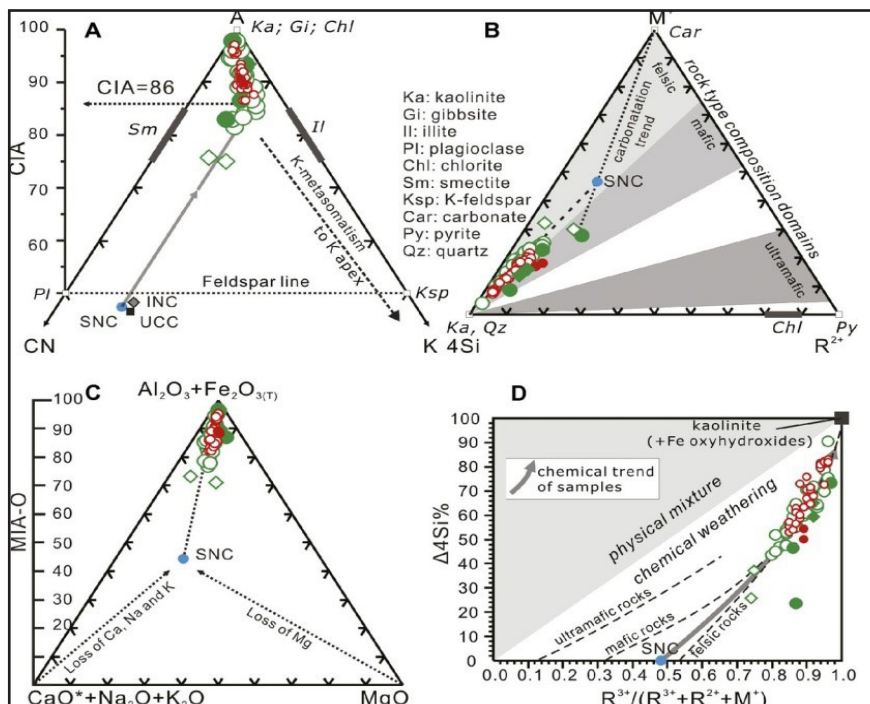 A
A
Ka; Gi; Chl
100
90
80
70
60
50
CIA
CIA=86
Sm
Il
K-metasomatism
to K apex
Feldspar line
Pl
Ksp
INC
SNC
UCC
CN
K
B
M⁺
Car
felsic
carbonatation
trend
mafic
rock type composition domains
SNC
ultramafic
Ka: kaolinite
Gi: gibbsite
Il: illite
Pl: plagioclase
Chl: chlorite
Sm: smectite
Ksp: K-feldspar
Car: carbonate
Py: pyrite
Qz: quartz
Ka, Qz
Chl
Py
4Si
R²⁺
C
Al₂O₃+Fe₂O₃(T)
100
90
80
70
60
50
40
30
20
MIA-O
SNC
Loss of Ca, Na and K
Loss of Mg
CaO*+Na₂O+K₂O
MgO
D
100
90
80
70
60
50
40
30
20
10
0
Δ4Si%
kaolinite
(+Fe oxyhydroxides)
chemical trend
of samples
physical mixture
chemical weathering
ultramafic rocks
mafic rocks
felsic rocks
SNC
0.0 0.1 0.2 0.3 0.4 0.5 0.6 0.7 0.8 0.9 1.0
R³⁺/(R³⁺+R²⁺+M⁺)